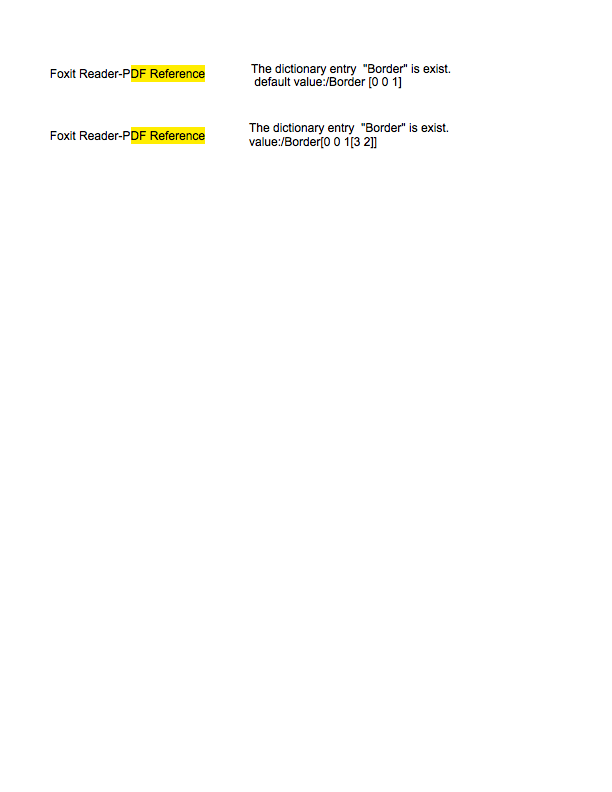 Foxit Reader-PDF Reference
The dictionary entry  "Border" is exist.
default value:/Border [0 0 1]
Foxit Reader-PDF Reference
The dictionary entry  "Border" is exist.
value:/Border[0 0 1[3 2]]